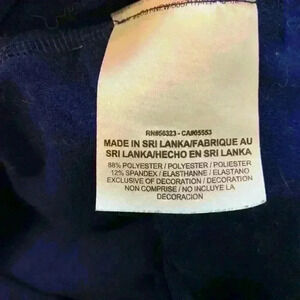 RN#56323 - CA#05553
MADE IN SRI LANKA/FABRIQUE AU
SRI LANKA/HECHO EN SRI LANKA
88% POLYESTER / POLYESTER / POLIESTER
12% SPANDEX / ELASTHANNE / ELASTANO
EXCLUSIVE OF DECORATION / DECORATION
NON COMPRISE / NO INCLUYE LA
DECORACION